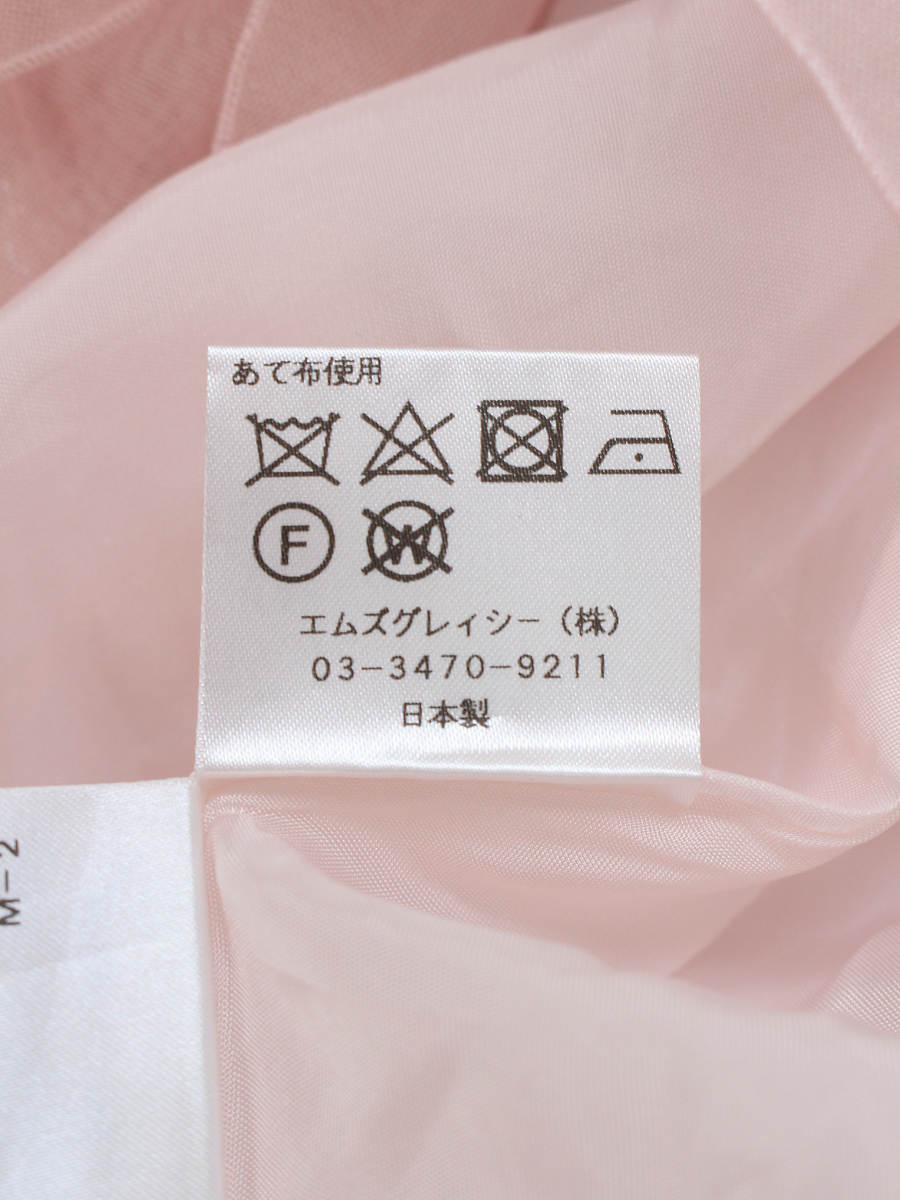 あて布使用
F W
エムズグレイシー(株)
03-3470-9211
日本製
M-2